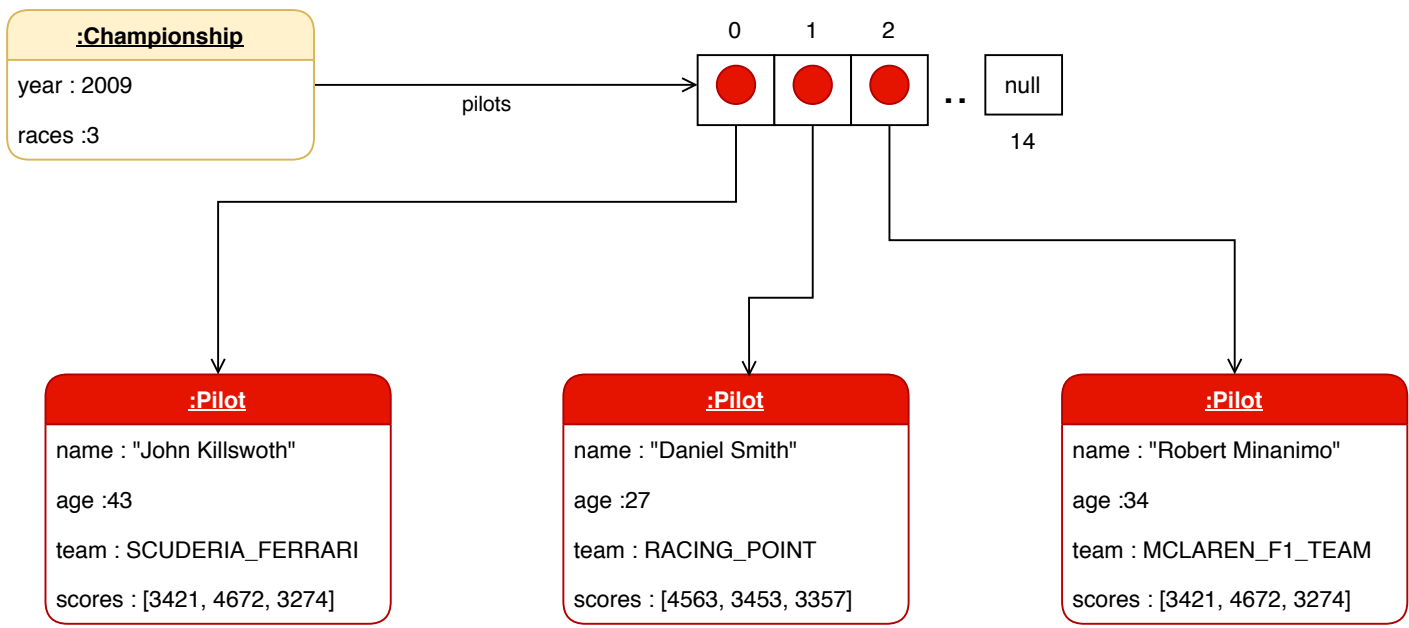 :Championship
year : 2009
races :3
pilots
0 1 2
..
null
14
:Pilot
name : "John Killswoth"
age :43
team : SCUDERIA_FERRARI
scores : [3421, 4672, 3274]
:Pilot
name : "Daniel Smith"
age :27
team : RACING_POINT
scores : [4563, 3453, 3357]
:Pilot
name : "Robert Minanimo"
age :34
team : MCLAREN_F1_TEAM
scores : [3421, 4672, 3274]